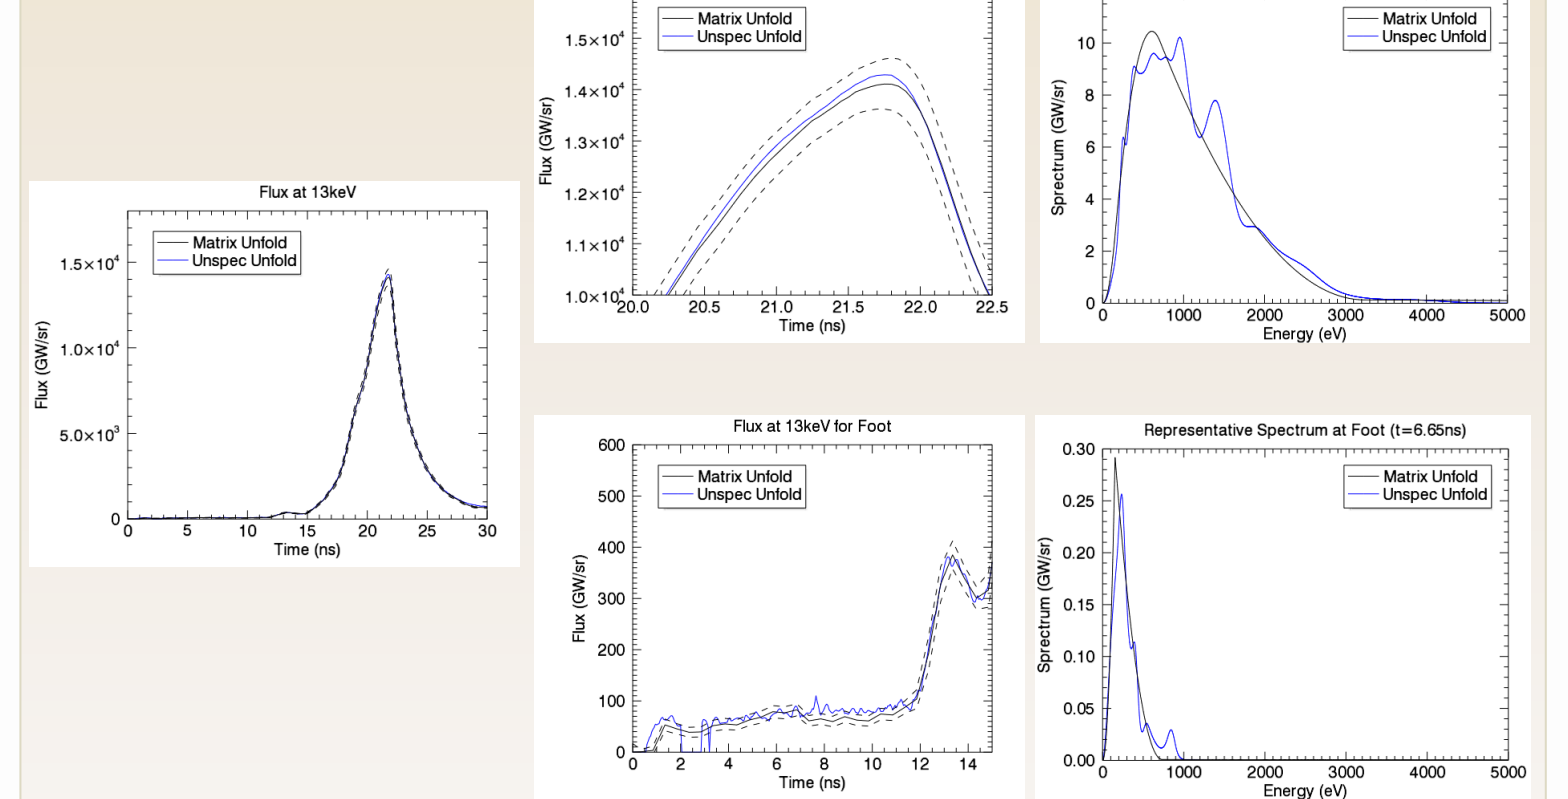 Flux at 13keV
Matrix Unfold
Unspec Unfold
1.5×10⁴
1.0×10⁴
5.0×10³
0
Flux (GW/sr)
0 5 10 15 20 25 30
Time (ns)
Matrix Unfold
Unspec Unfold
1.5×10⁴
1.4×10⁴
1.3×10⁴
1.2×10⁴
1.1×10⁴
1.0×10⁴
Flux (GW/sr)
20.0 20.5 21.0 21.5 22.0 22.5
Time (ns)
Matrix Unfold
Unspec Unfold
10
8
6
4
2
0
Sprectrum (GW/sr)
0 1000 2000 3000 4000 5000
Energy (eV)
Flux at 13keV for Foot
Matrix Unfold
Unspec Unfold
600
500
400
300
200
100
0
Flux (GW/sr)
0 2 4 6 8 10 12 14
Time (ns)
Representative Spectrum at Foot (t=6.65ns)
Matrix Unfold
Unspec Unfold
0.30
0.25
0.20
0.15
0.10
0.05
0.00
Sprectrum (GW/sr)
0 1000 2000 3000 4000 5000
Energy (eV)